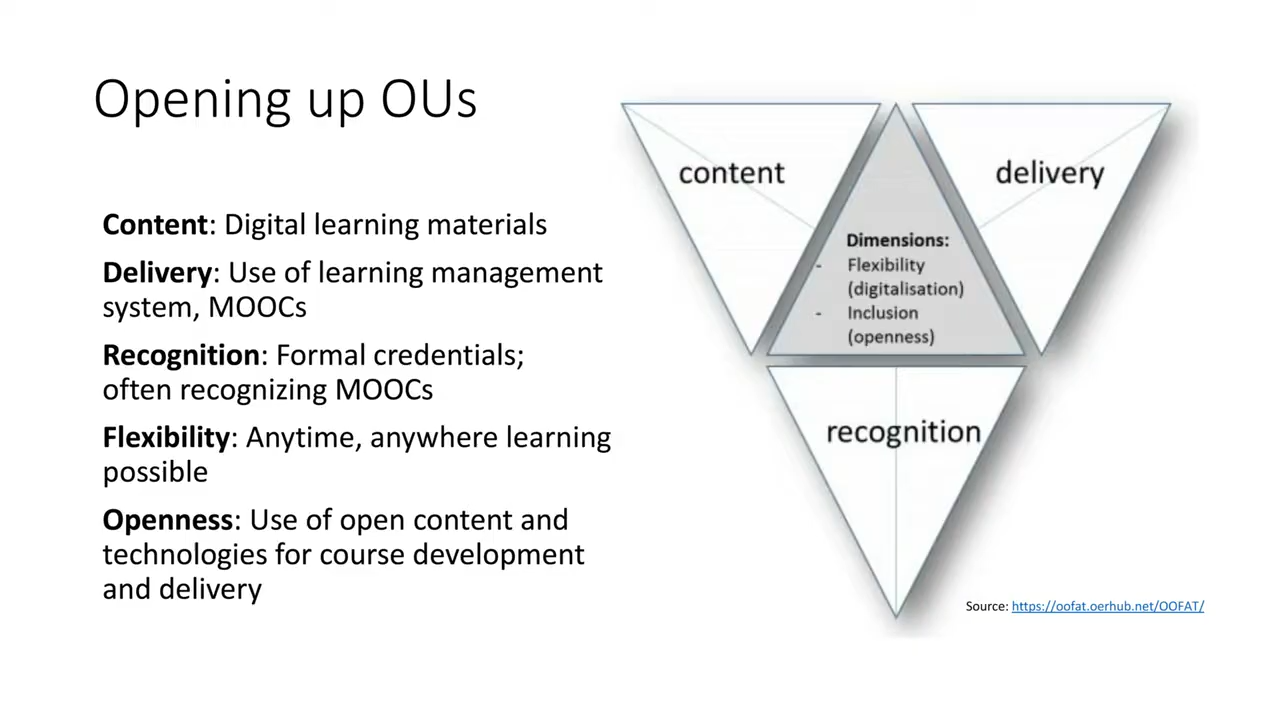 Opening up OUs
Content: Digital learning materials
Delivery: Use of learning management
system, MOOCs
Recognition: Formal credentials;
often recognizing MOOCs
Flexibility: Anytime, anywhere learning
possible
Openness: Use of open content and
technologies for course development
and delivery
content
delivery
Dimensions:
- Flexibility
(digitalisation)
- Inclusion
(openness)
recognition
Source: https://oofat.oerhub.net/OOFAT/